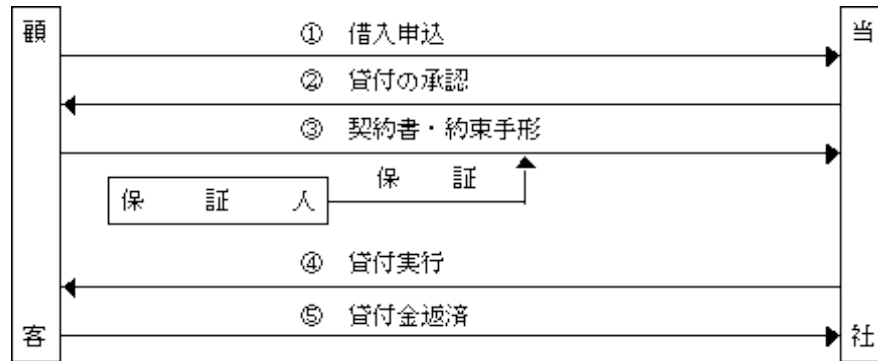 顧客
当社
① 借入申込
② 貸付の承認
③ 契約書・約束手形
保証
保証人
④ 貸付実行
⑤ 貸付金返済